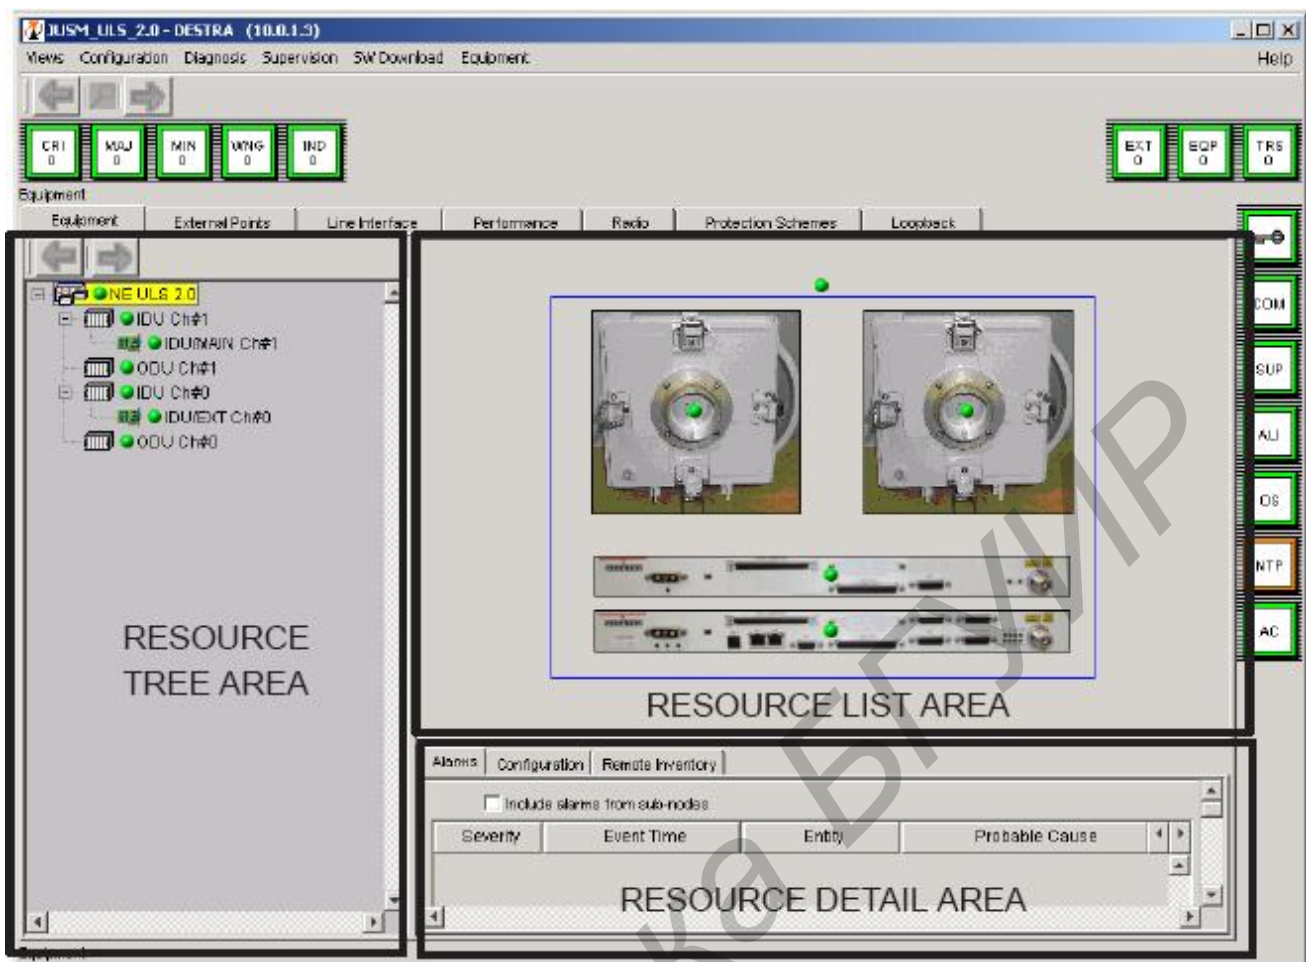 JUSM_ULS_2.0 - DESTRA (10.0.1.3)
Views Configuration Diagnosis Supervision SW Download Equipment Help
CRI 0 MAJ 0 MIN 0 WNG 0 IND 0 EXT 0 EQP 0 TRS 0
Equipment
Equipment External Points Line Interface Performance Radio Protection Schemes Loopback
NE ULS 2.0
IDU Ch#1
IDU/MAIN Ch#1
ODU Ch#1
IDU Ch#0
IDU/EXT Ch#0
ODU Ch#0
COM
SUP
ALI
OS
NTP
AC
RESOURCE
TREE AREA
RESOURCE LIST AREA
Alarms Configuration Remote Inventory
Include alarms from sub-nodes
Severity Event Time Entity Probable Cause
RESOURCE DETAIL AREA
Equipment
ка БГУИР